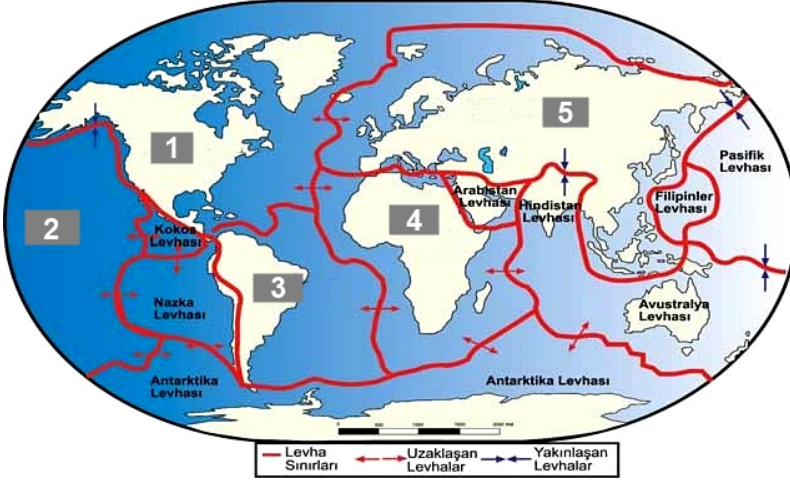 1
5
Pasifik
Levhası
Arabistan
Levhası
Hindistan
Levhası
Filipinler
Levhası
2
4
Kokos
Levhası
3
Nazka
Levhası
Avustralya
Levhası
Antarktika
Levhası
Antarktika Levhası
Levha
Sınırları
Uzaklaşan
Levhalar
Yakınlaşan
Levhalar